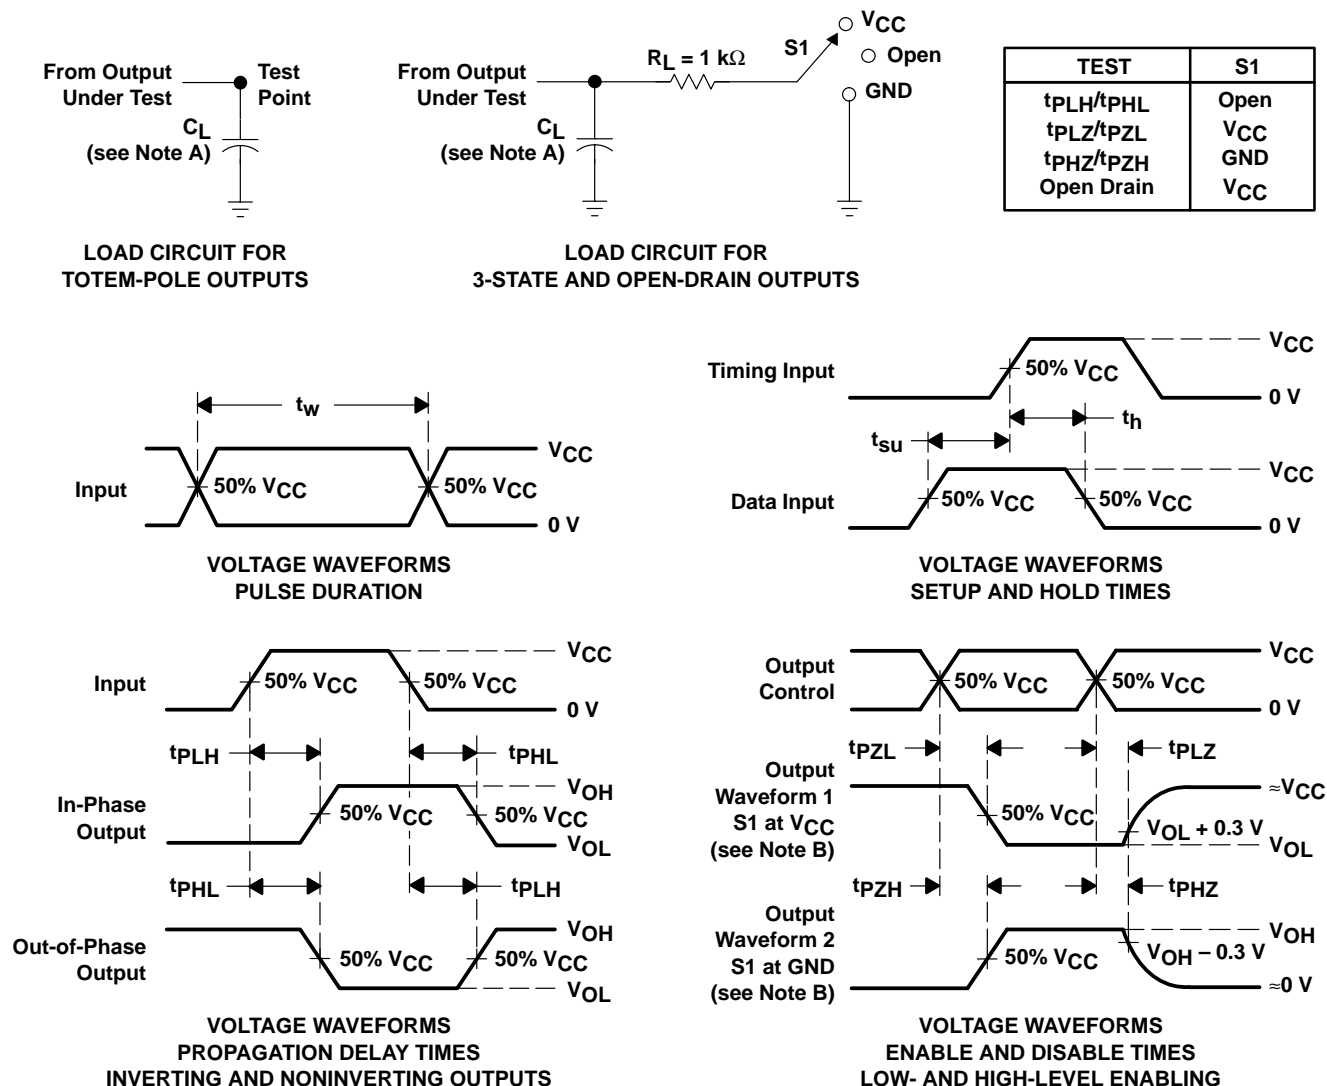 From Output
Under Test
Test
Point
CL
(see Note A)
LOAD CIRCUIT FOR
TOTEM-POLE OUTPUTS
From Output
Under Test
RL = 1 kΩ
S1
VCC
Open
GND
CL
(see Note A)
LOAD CIRCUIT FOR
3-STATE AND OPEN-DRAIN OUTPUTS
TEST S1
tPLH/tPHL Open
tPLZ/tPZL VCC
tPHZ/tPZH GND
Open Drain VCC
tw
Input
VCC
50% VCC
50% VCC
0 V
VOLTAGE WAVEFORMS
PULSE DURATION
Timing Input
VCC
50% VCC
0 V
th
tsu
Data Input
VCC
50% VCC
50% VCC
0 V
VOLTAGE WAVEFORMS
SETUP AND HOLD TIMES
Input
VCC
50% VCC
50% VCC
0 V
tPLH
tPHL
In-Phase
Output
VOH
50% VCC
50% VCC
VOL
tPHL
tPLH
Out-of-Phase
Output
VOH
50% VCC
50% VCC
VOL
VOLTAGE WAVEFORMS
PROPAGATION DELAY TIMES
INVERTING AND NONINVERTING OUTPUTS
Output
Control
VCC
50% VCC
50% VCC
0 V
tPZL
tPLZ
Output
Waveform 1
S1 at VCC
(see Note B)
≈VCC
50% VCC
VOL + 0.3 V
VOL
tPZH
tPHZ
Output
Waveform 2
S1 at GND
(see Note B)
VOH
50% VCC
VOH − 0.3 V
≈0 V
VOLTAGE WAVEFORMS
ENABLE AND DISABLE TIMES
LOW- AND HIGH-LEVEL ENABLING